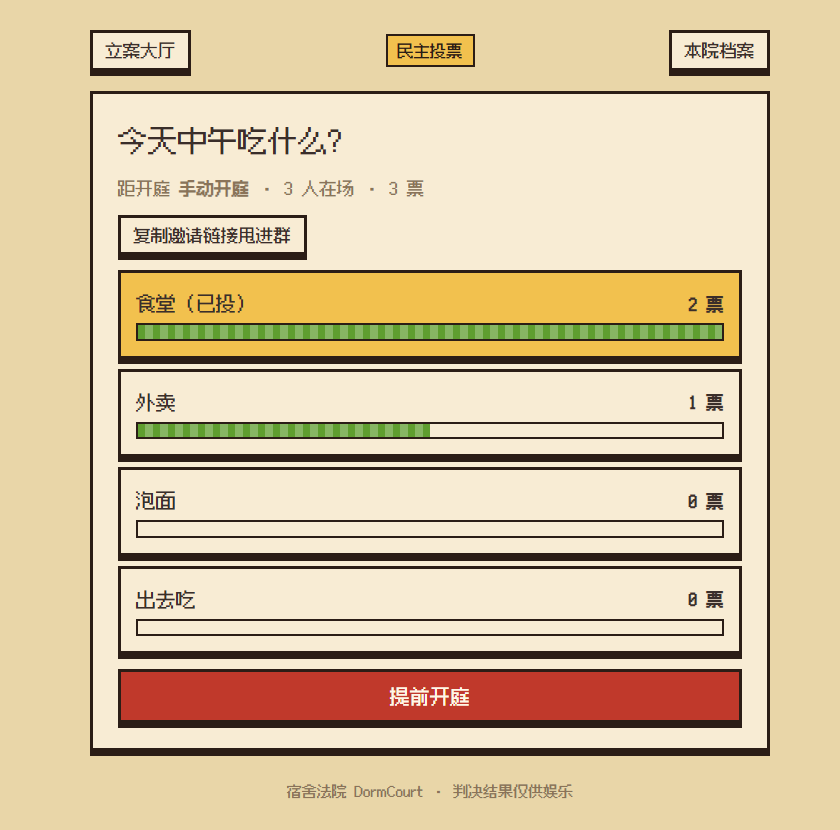 立案大厅 民主投票 本院档案
今天中午吃什么?
距开庭 手动开庭 · 3 人在场 · 3 票
复制邀请链接甩进群
食堂（已投） 2 票
外卖 1 票
泡面 0 票
出去吃 0 票
提前开庭
宿舍法院 DormCourt · 判决结果仅供娱乐